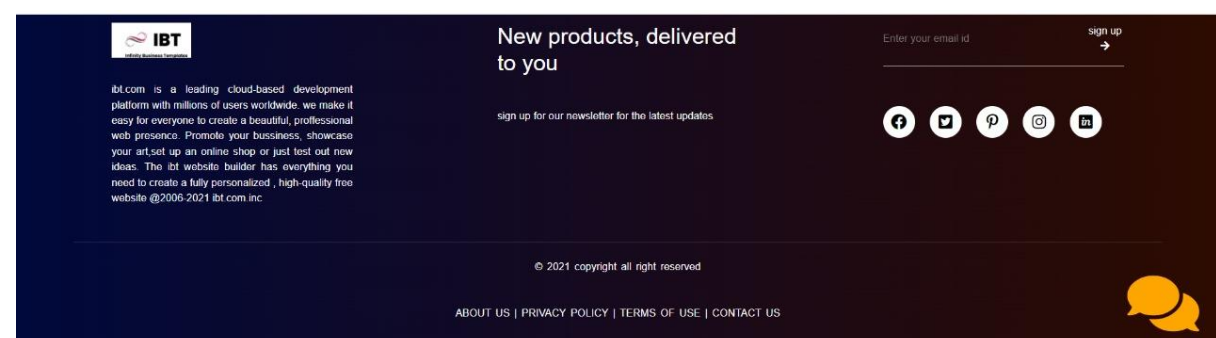 IBT
Infinity Business Templates
ibt.com is a leading cloud-based development
platform with millions of users worldwide. we make it
easy for everyone to create a beautiful, proffessional
web presence. Promote your bussiness, showcase
your art,set up an online shop or just test out new
ideas. The ibt website builder has everything you
need to create a fully personalized , high-quality free
website @2006-2021 ibt.com.inc
New products, delivered
to you
sign up for our newsletter for the latest updates
Enter your email id
sign up
© 2021 copyright all right reserved
ABOUT US | PRIVACY POLICY | TERMS OF USE | CONTACT US